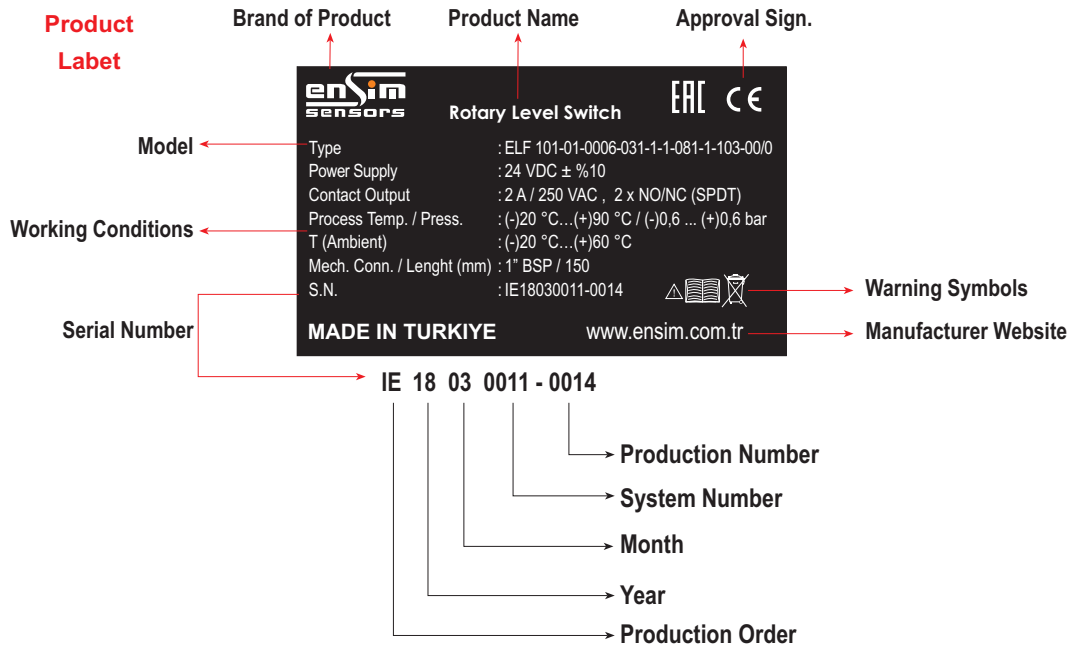 Product
Labet
Brand of Product
Product Name
Approval Sign.
ensim
sensors
Rotary Level Switch
EAC CE
Model
Type : ELF 101-01-0006-031-1-1-081-1-103-00/0
Power Supply : 24 VDC ± %10
Contact Output : 2 A / 250 VAC , 2 x NO/NC (SPDT)
Working Conditions
Process Temp. / Press. : (-)20 °C...(+)90 °C / (-)0,6 ... (+)0,6 bar
T (Ambient) : (-)20 °C...(+)60 °C
Mech. Conn. / Lenght (mm) : 1” BSP / 150
S.N. : IE18030011-0014
Warning Symbols
Serial Number
MADE IN TURKIYE
www.ensim.com.tr
Manufacturer Website
IE 18 03 0011 - 0014
Production Number
System Number
Month
Year
Production Order